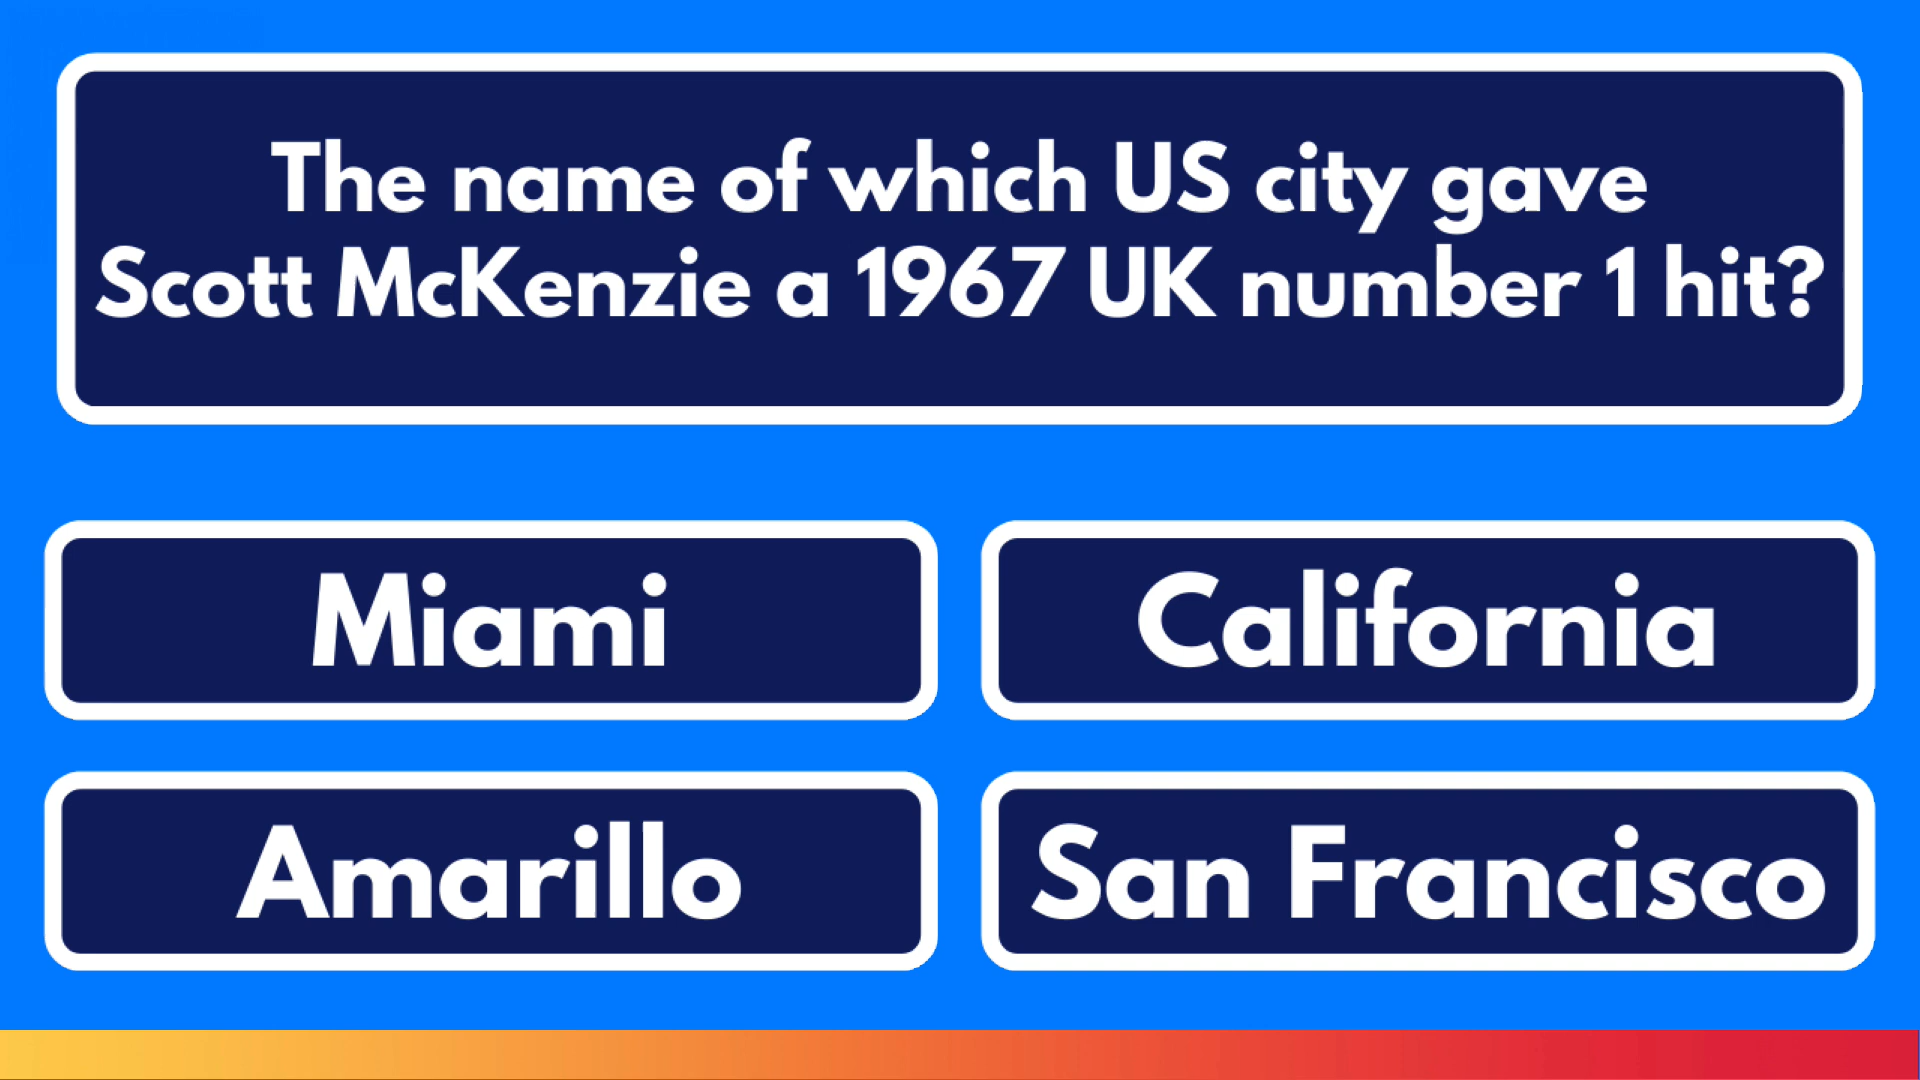 The name of which US city gave
Scott McKenzie a 1967 UK number 1 hit?
Miami
California
Amarillo
San Francisco